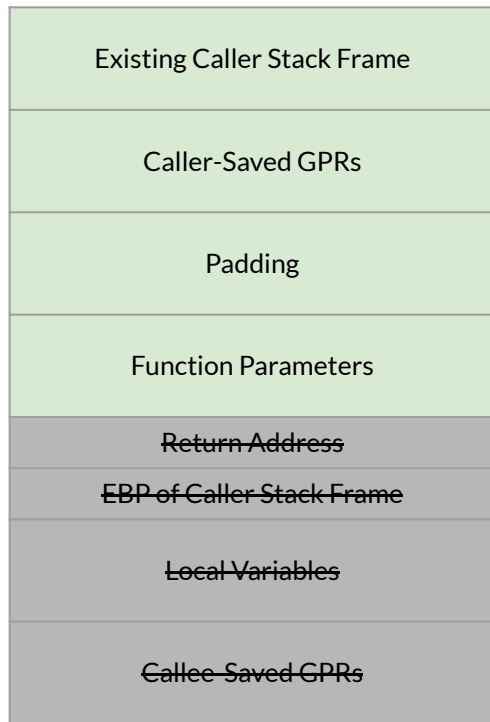 Existing Caller Stack Frame
Caller-Saved GPRs
Padding
Function Parameters
Return Address
EBP of Caller Stack Frame
Local Variables
Callee-Saved GPRs